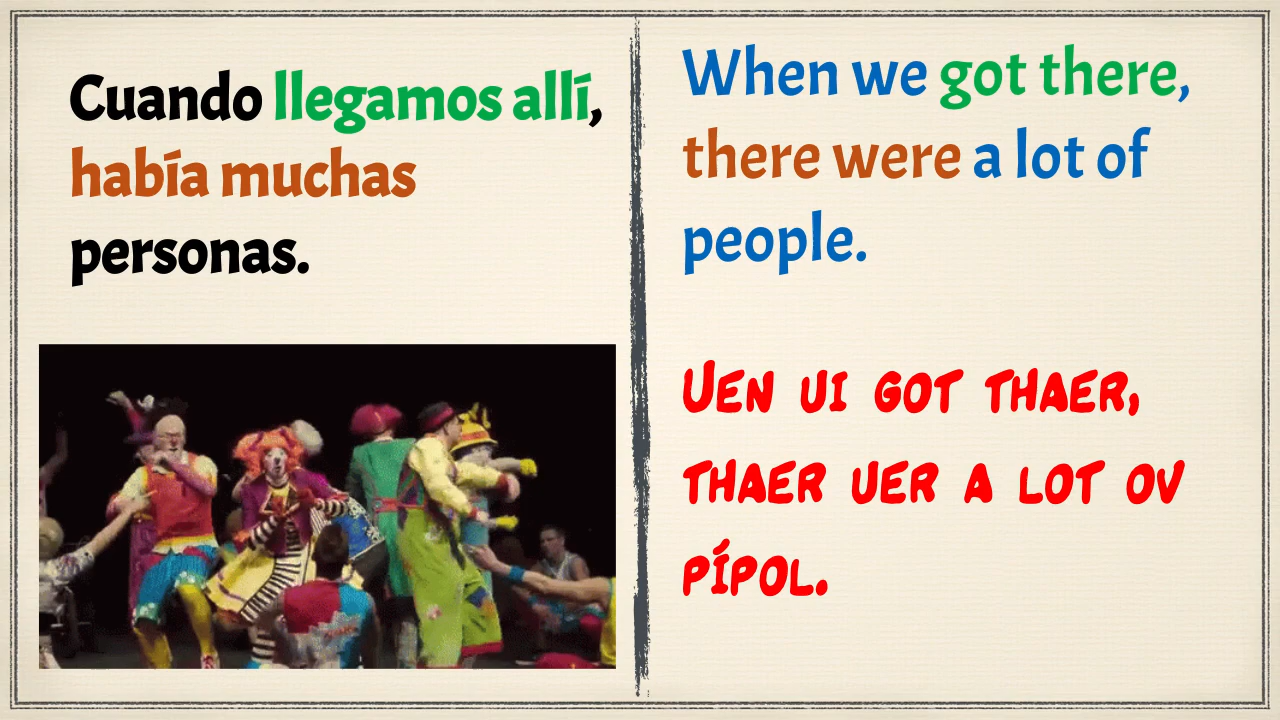 Cuando llegamos allí,
había muchas
personas.
When we got there,
there were a lot of
people.
Uen ui got thaer,
thaer uer a lot ov
pípol.